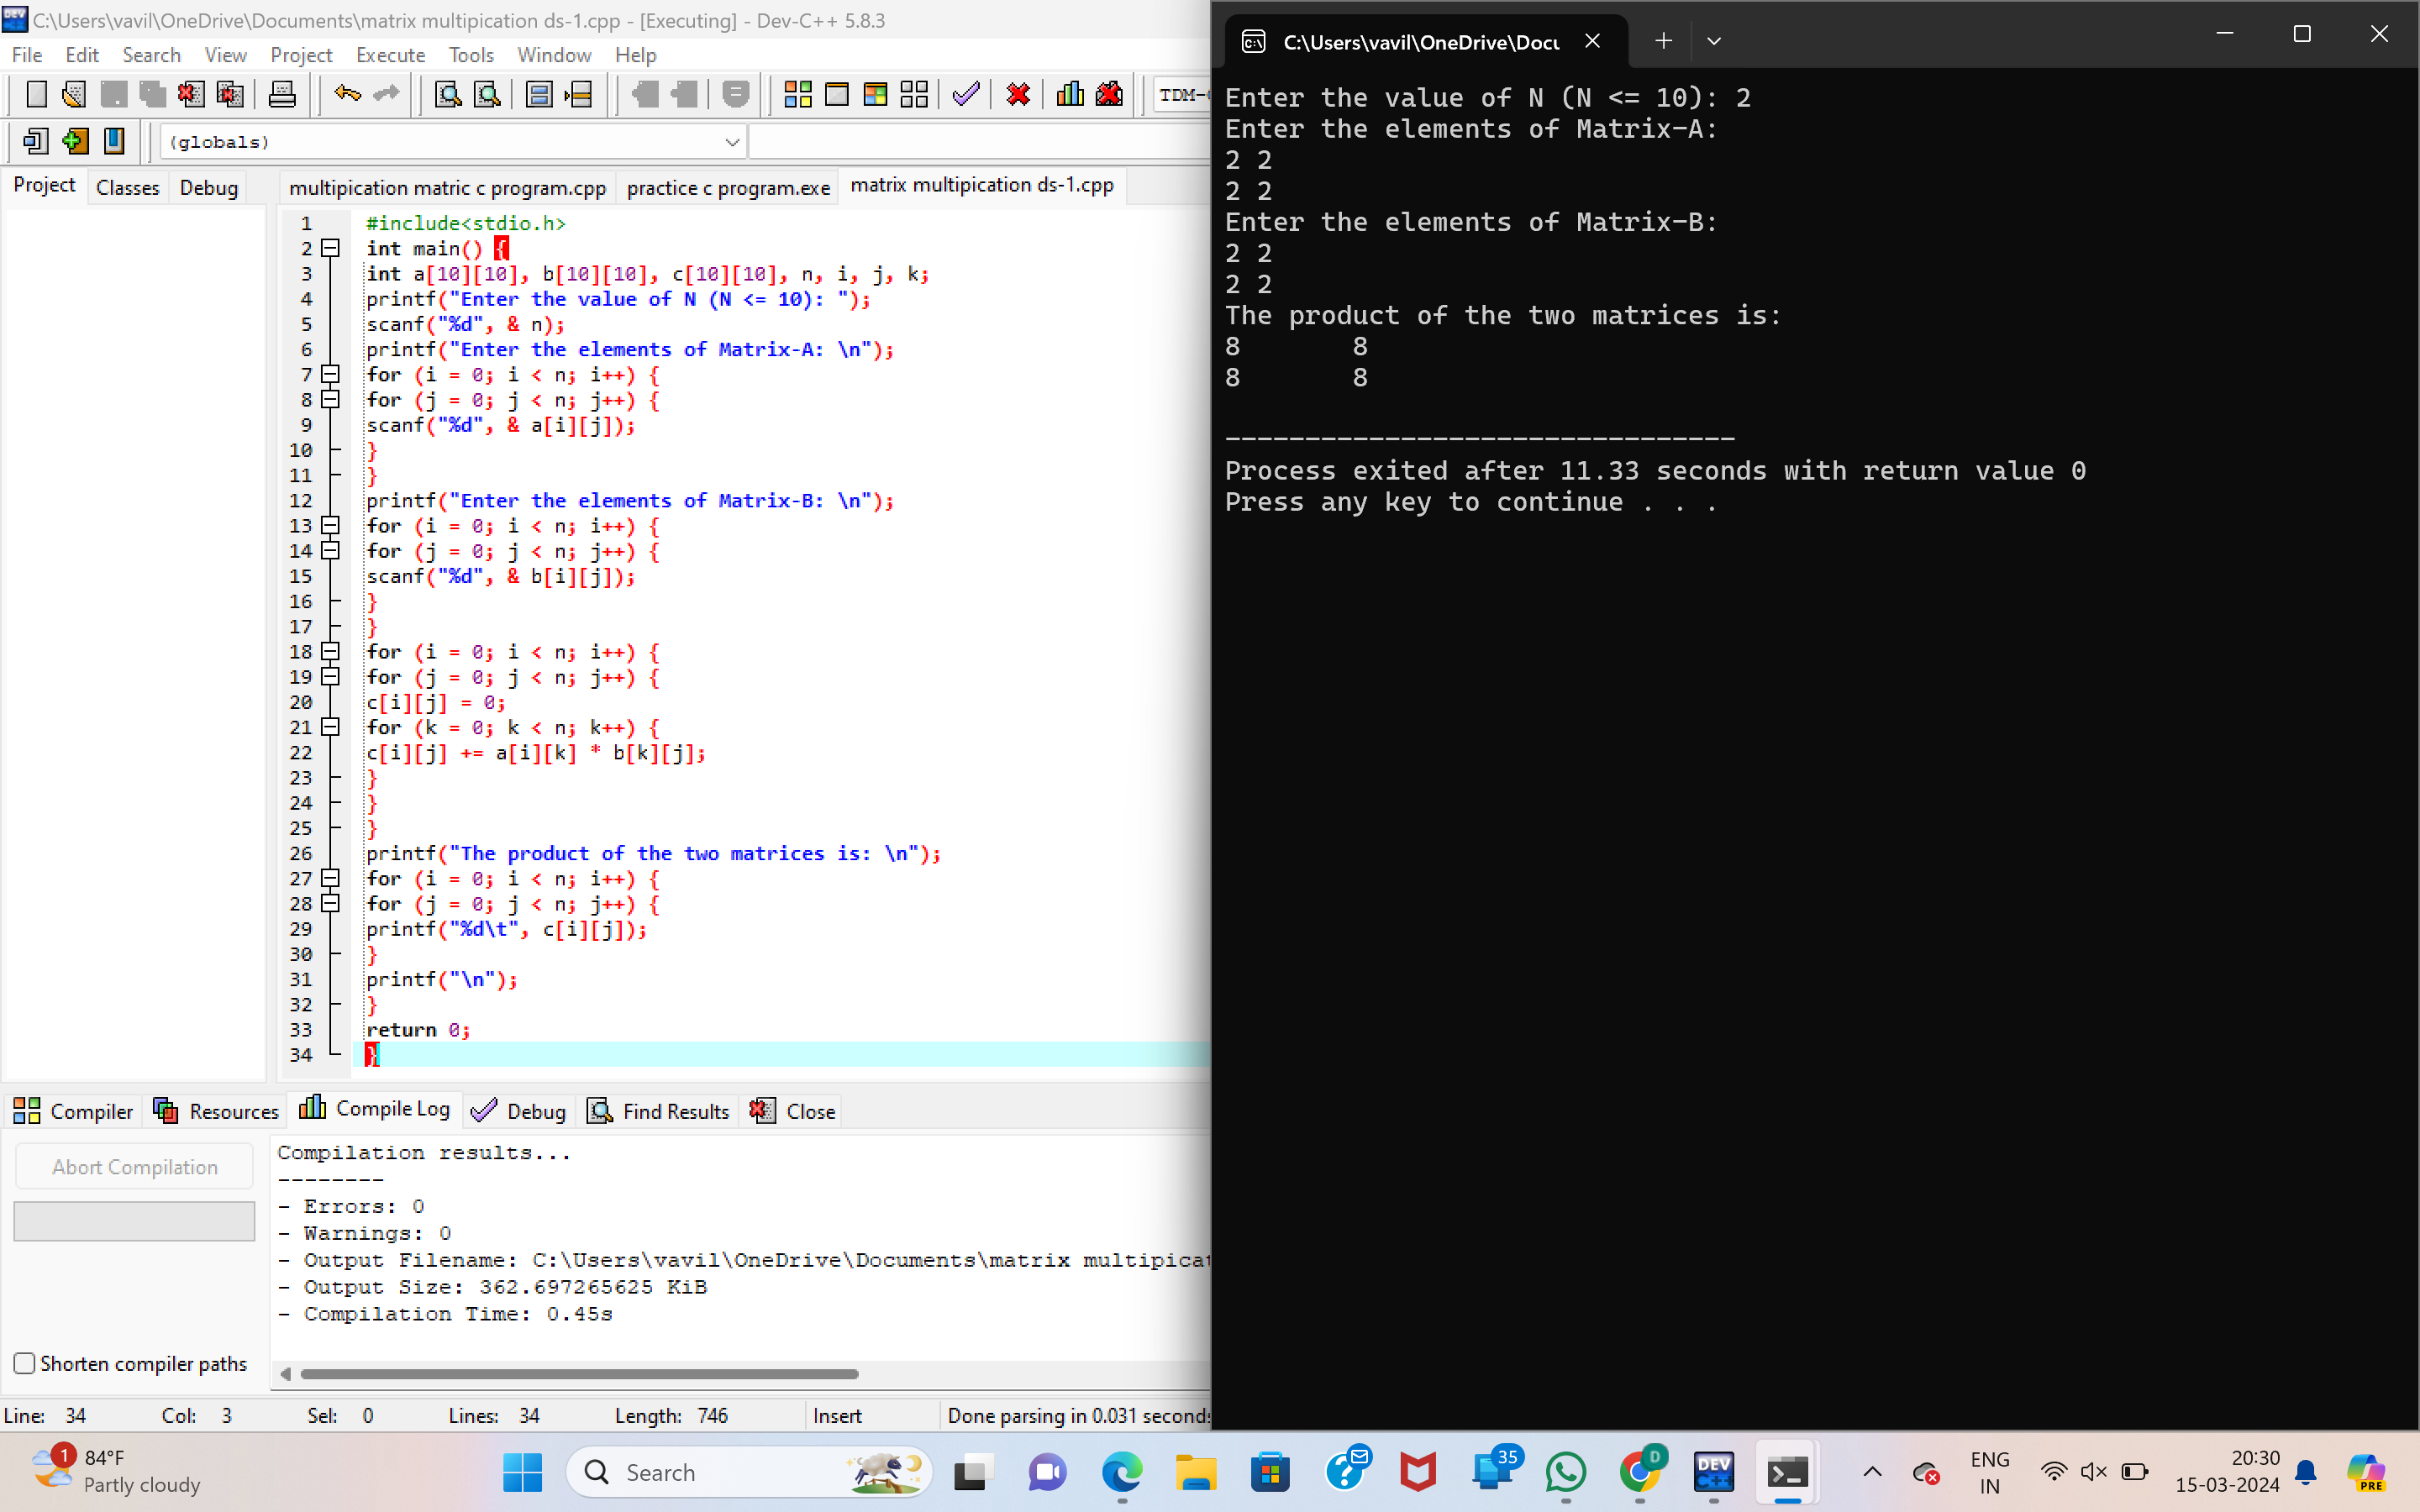 C:\Users\vavil\OneDrive\Documents\matrix multipication ds-1.cpp - [Executing] - Dev-C++ 5.8.3
File Edit Search View Project Execute Tools Window Help
TDM-
(globals)
Project Classes Debug
multipication matric c program.cpp practice c program.exe matrix multipication ds-1.cpp
1 #include<stdio.h>
2 int main() {
3 int a[10][10], b[10][10], c[10][10], n, i, j, k;
4 printf("Enter the value of N (N <= 10): ");
5 scanf("%d", & n);
6 printf("Enter the elements of Matrix-A: \n");
7 for (i = 0; i < n; i++) {
8 for (j = 0; j < n; j++) {
9 scanf("%d", & a[i][j]);
10 }
11 }
12 printf("Enter the elements of Matrix-B: \n");
13 for (i = 0; i < n; i++) {
14 for (j = 0; j < n; j++) {
15 scanf("%d", & b[i][j]);
16 }
17 }
18 for (i = 0; i < n; i++) {
19 for (j = 0; j < n; j++) {
20 c[i][j] = 0;
21 for (k = 0; k < n; k++) {
22 c[i][j] += a[i][k] * b[k][j];
23 }
24 }
25 }
26 printf("The product of the two matrices is: \n");
27 for (i = 0; i < n; i++) {
28 for (j = 0; j < n; j++) {
29 printf("%d\t", c[i][j]);
30 }
31 printf("\n");
32 }
33 return 0;
34 }
Compiler Resources Compile Log Debug Find Results Close
Abort Compilation
Shorten compiler paths
Compilation results...
--------
- Errors: 0
- Warnings: 0
- Output Filename: C:\Users\vavil\OneDrive\Documents\matrix multipicat
- Output Size: 362.697265625 KiB
- Compilation Time: 0.45s
Line: 34 Col: 3 Sel: 0 Lines: 34 Length: 746 Insert Done parsing in 0.031 seconds
C:\Users\vavil\OneDrive\Docu
Enter the value of N (N <= 10): 2
Enter the elements of Matrix-A:
2 2
2 2
Enter the elements of Matrix-B:
2 2
2 2
The product of the two matrices is:
8 8
8 8
--------------------------------
Process exited after 11.33 seconds with return value 0
Press any key to continue . . .
1
84°F
Partly cloudy
Search
35
D
DEV
C++
ENG
IN
20:30
15-03-2024
PRE